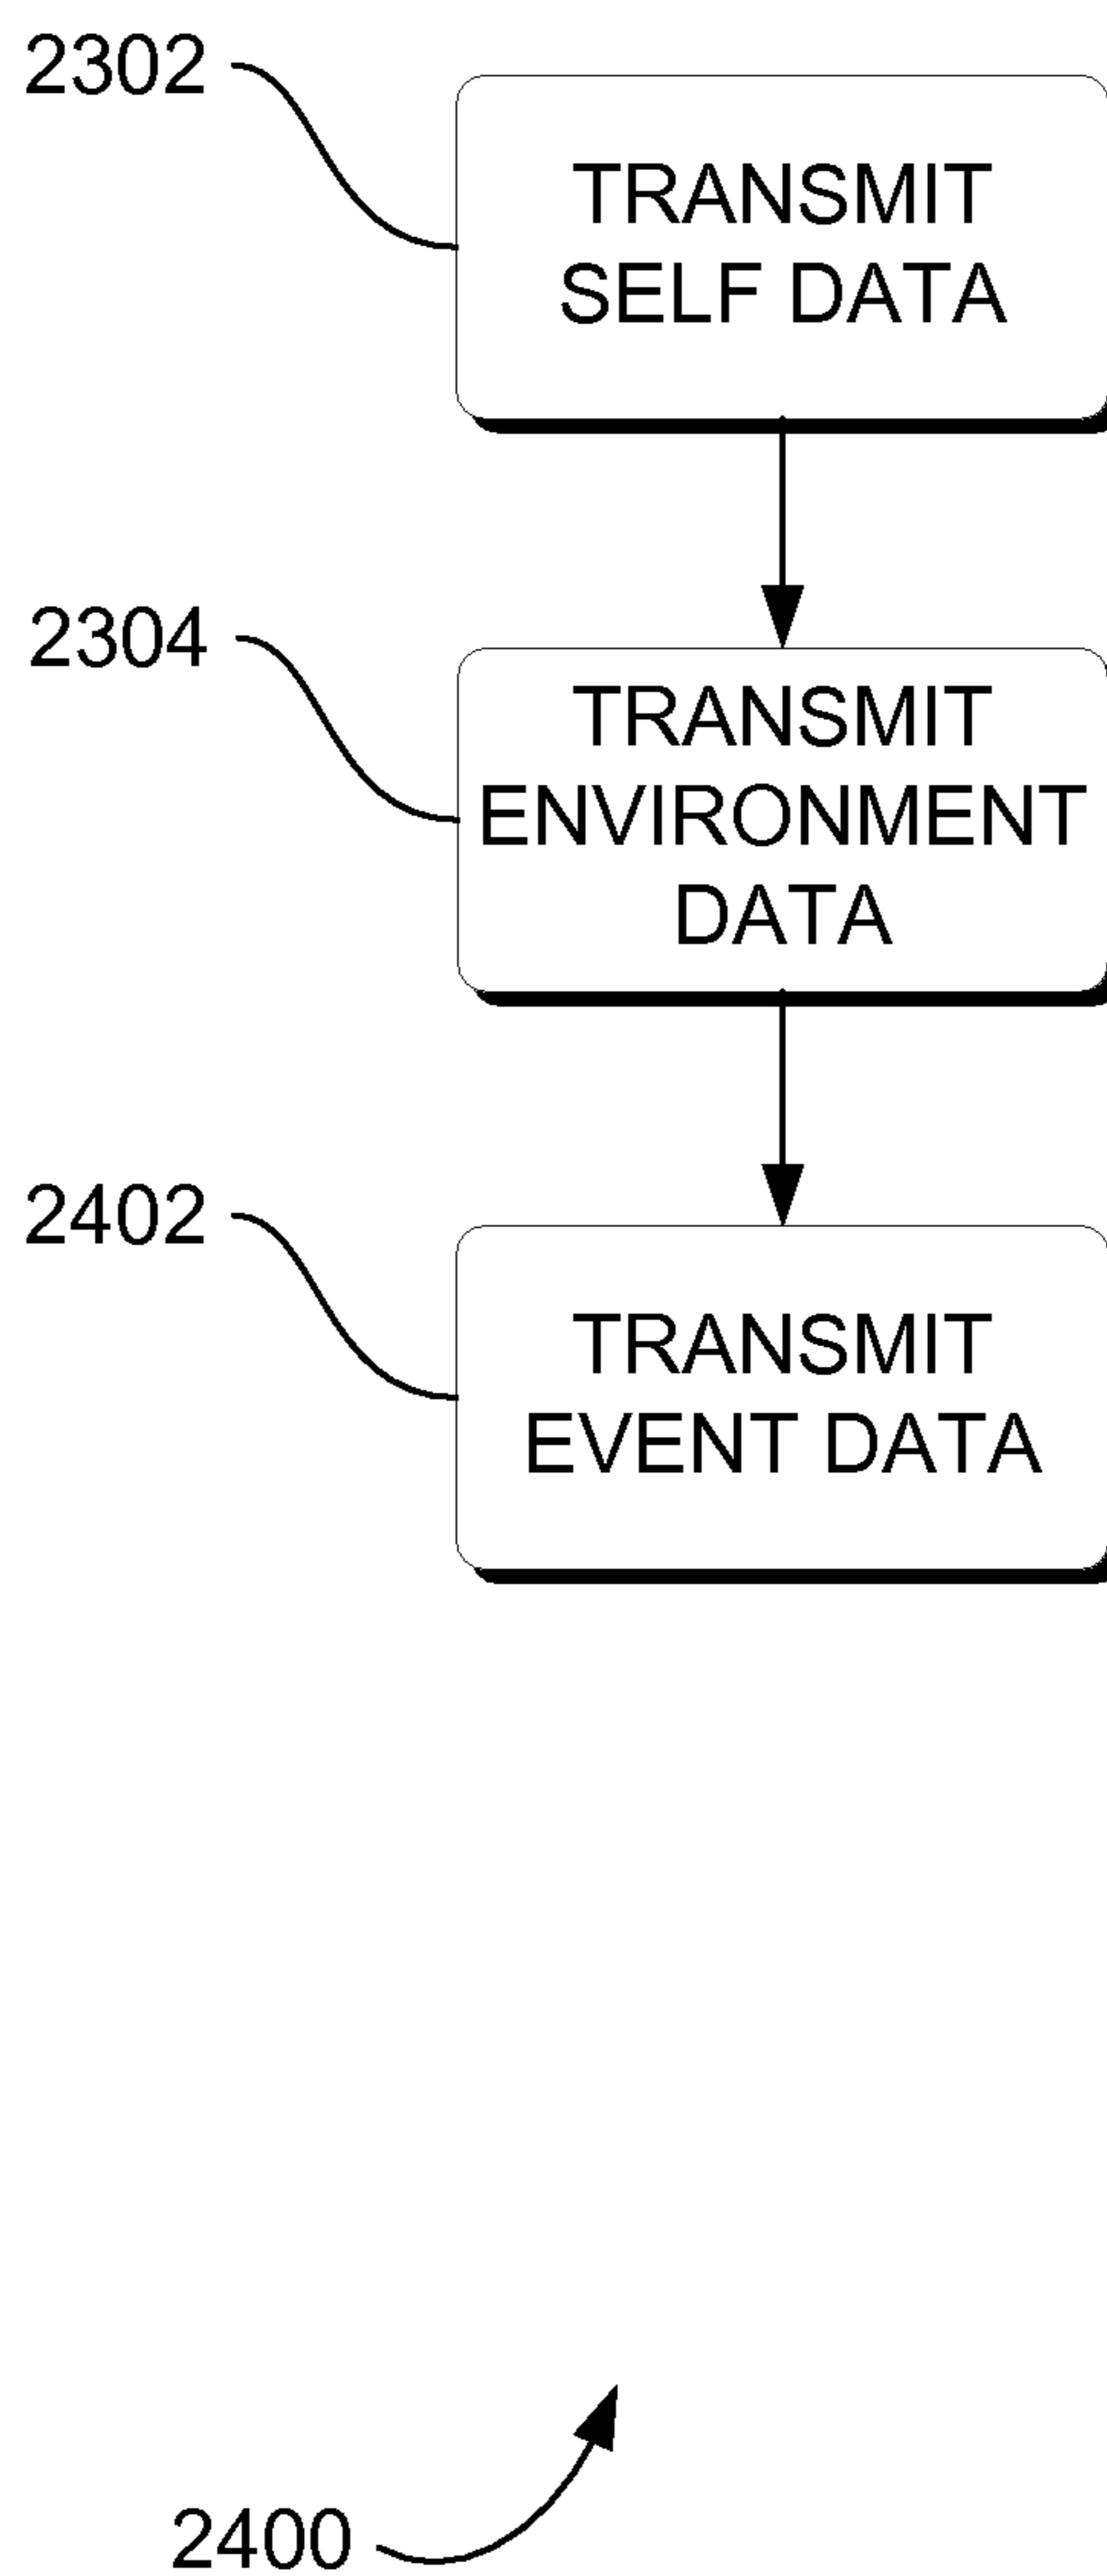 2302
TRANSMIT
SELF DATA
2304
TRANSMIT
ENVIRONMENT
DATA
2402
TRANSMIT
EVENT DATA
2400